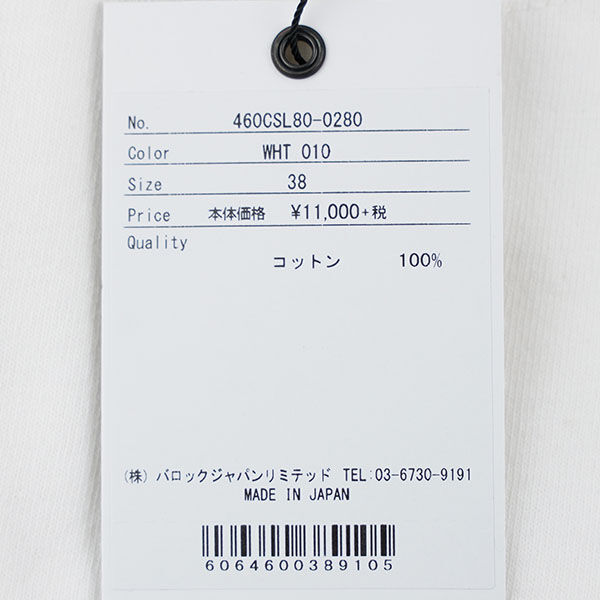 No. 460CSL80-0280
Color WHT 010
Size 38
Price 本体価格 ¥11,000+税
Quality
コットン 100%
(株) バロックジャパンリミテッド TEL:03-6730-9191
MADE IN JAPAN
6064600389105